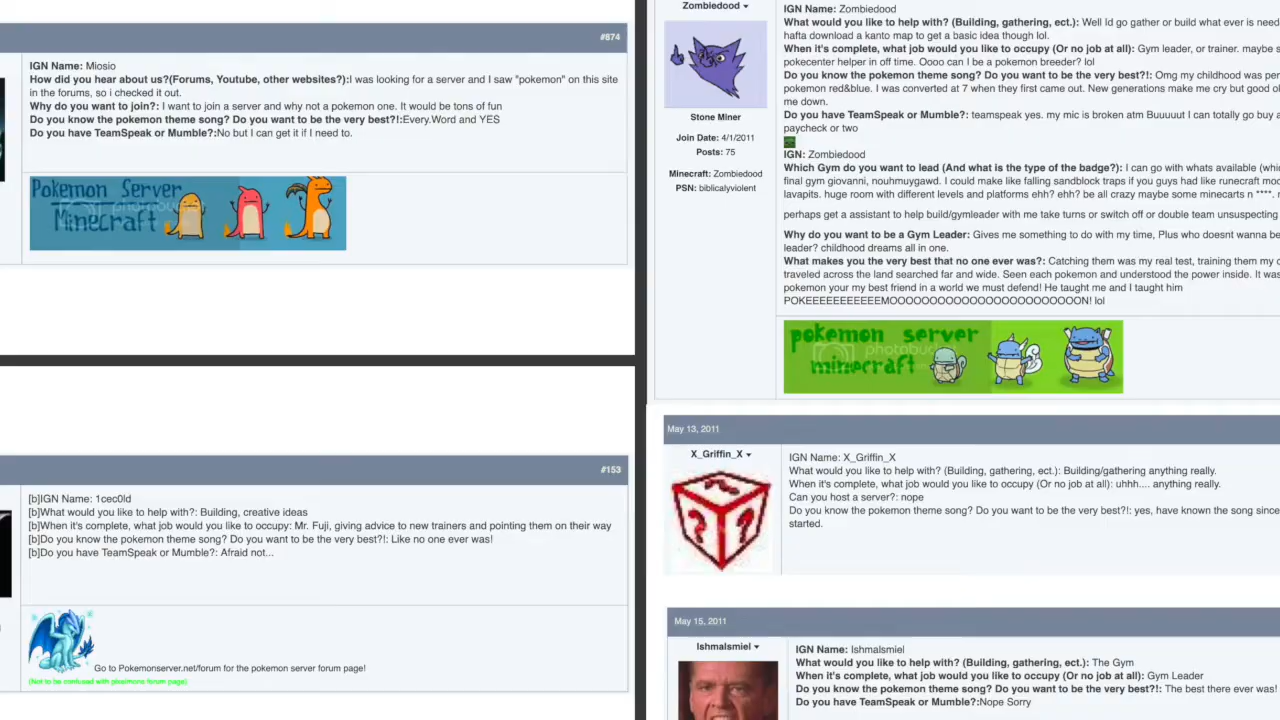 #874
IGN Name: Miosio
How did you hear about us?(Forums, Youtube, other websites?):I was looking for a server and I saw "pokemon" on this site
in the forums, so i checked it out.
Why do you want to join?: I want to join a server and why not a pokemon one. It would be tons of fun
Do you know the pokemon theme song? Do you want to be the very best?!:Every.Word and YES
Do you have TeamSpeak or Mumble?:No but I can get it if I need to.
Pokemon Server
Minecraft
#153
[b]IGN Name: 1cec0ld
[b]What would you like to help with?: Building, creative ideas
[b]When it's complete, what job would you like to occupy: Mr. Fuji, giving advice to new trainers and pointing them on their way
[b]Do you know the pokemon theme song? Do you want to be the very best?!: Like no one ever was!
[b]Do you have TeamSpeak or Mumble?: Afraid not...
Go to Pokemonserver.net/forum for the pokemon server forum page!
(Not to be confused with pixelmons forum page)
Zombiedood
Stone Miner
Join Date: 4/1/2011
Posts: 75
Minecraft: Zombiedood
PSN: biblicalyviolent
IGN Name: Zombiedood
What would you like to help with? (Building, gathering, ect.): Well Id go gather or build what ever is need
hafta download a kanto map to get a basic idea though lol.
When it's complete, what job would you like to occupy (Or no job at all): Gym leader, or trainer. maybe s
pokecenter helper in off time. Oooo can I be a pokemon breeder? lol
Do you know the pokemon theme song? Do you want to be the very best?!: Omg my childhood was per
pokemon red&blue. I was converted at 7 when they first came out. New generations make me cry but good ol
me down.
Do you have TeamSpeak or Mumble?: teamspeak yes. my mic is broken atm Buuuuut I can totally go buy a
paycheck or two
IGN: Zombiedood
Which Gym do you want to lead (And what is the type of the badge?): I can go with whats available (whic
final gym giovanni, nouhmuygawd. I could make like falling sandblock traps if you guys had like runecraft mod
lavapits. huge room with different levels and platforms ehh? ehh? be all crazy maybe some minecarts n ****.
perhaps get a assistant to help build/gymleader with me take turns or switch off or double team unsuspecting
Why do you want to be a Gym Leader: Gives me something to do with my time, Plus who doesnt wanna be
leader? childhood dreams all in one.
What makes you the very best that no one ever was?: Catching them was my real test, training them my c
traveled across the land searched far and wide. Seen each pokemon and understood the power inside. It was
pokemon your my best friend in a world we must defend! He taught me and I taught him
POKEEEEEEEEEEMOOOOOOOOOOOOOOOOOOOOOOOON! lol
pokemon server
minecraft
photobucket
May 13, 2011
X_Griffin_X
IGN Name: X_Griffin_X
What would you like to help with? (Building, gathering, ect.): Building/gathering anything really.
When it's complete, what job would you like to occupy (Or no job at all): uhhh.... anything really.
Can you host a server?: nope
Do you know the pokemon theme song? Do you want to be the very best?!: yes, have known the song since
started.
May 15, 2011
Ishmalsmiel
IGN Name: Ishmalsmiel
What would you like to help with? (Building, gathering, ect.): The Gym
When it's complete, what job would you like to occupy (Or no job at all): Gym Leader
Do you know the pokemon theme song? Do you want to be the very best?!: The best there ever was!
Do you have TeamSpeak or Mumble?:Nope Sorry